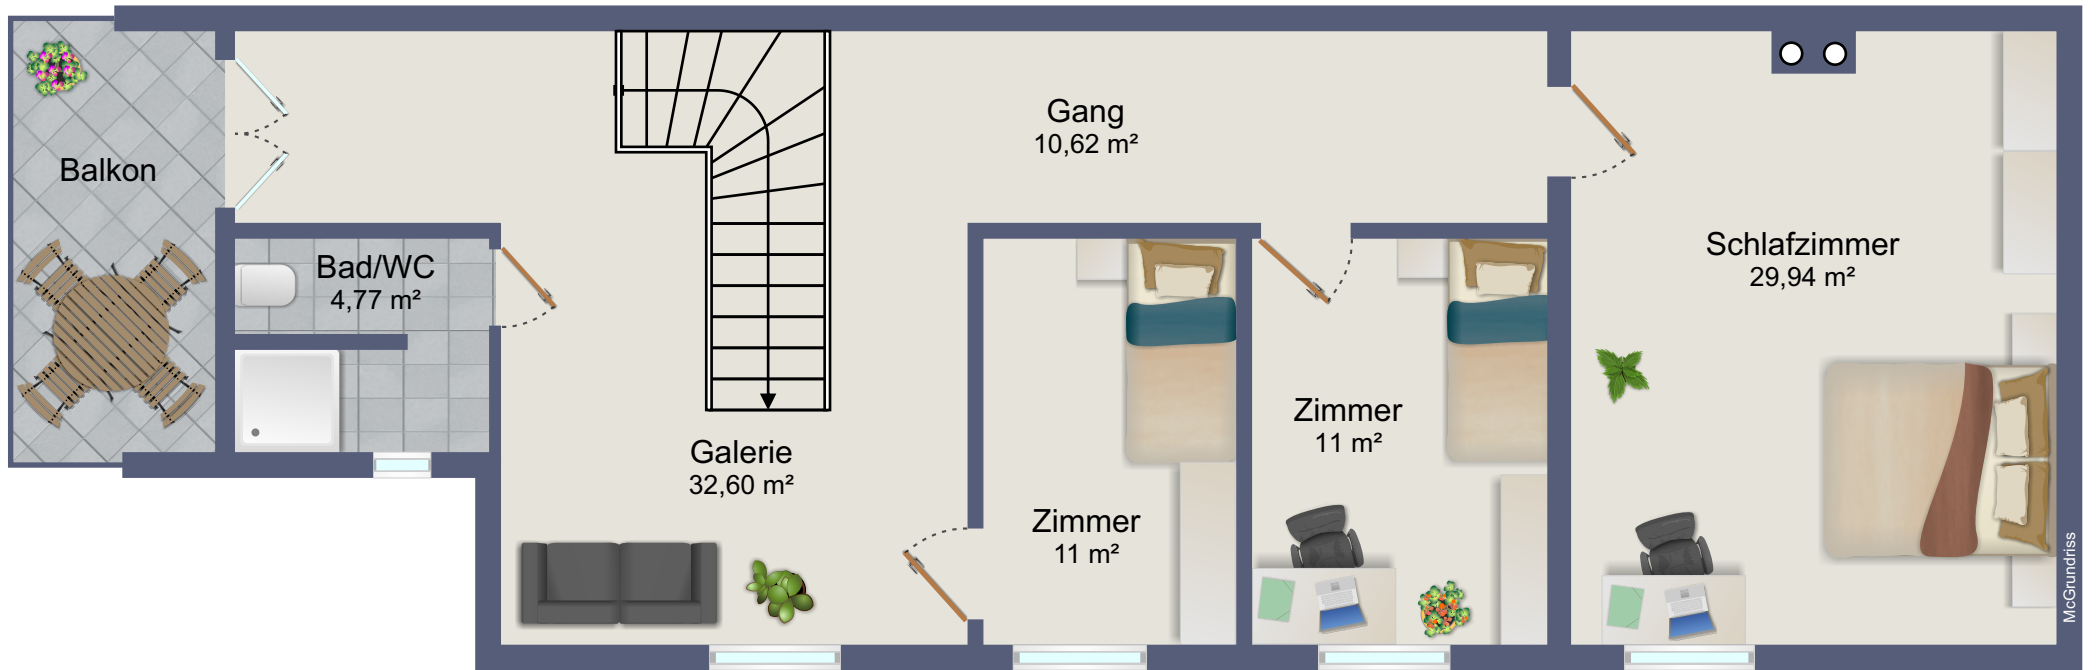 Gang
10,62 m²
Balkon
Bad/WC
4,77 m²
Schlafzimmer
29,94 m²
Zimmer
11 m²
Galerie
32,60 m²
Zimmer
11 m²
McGrundriss